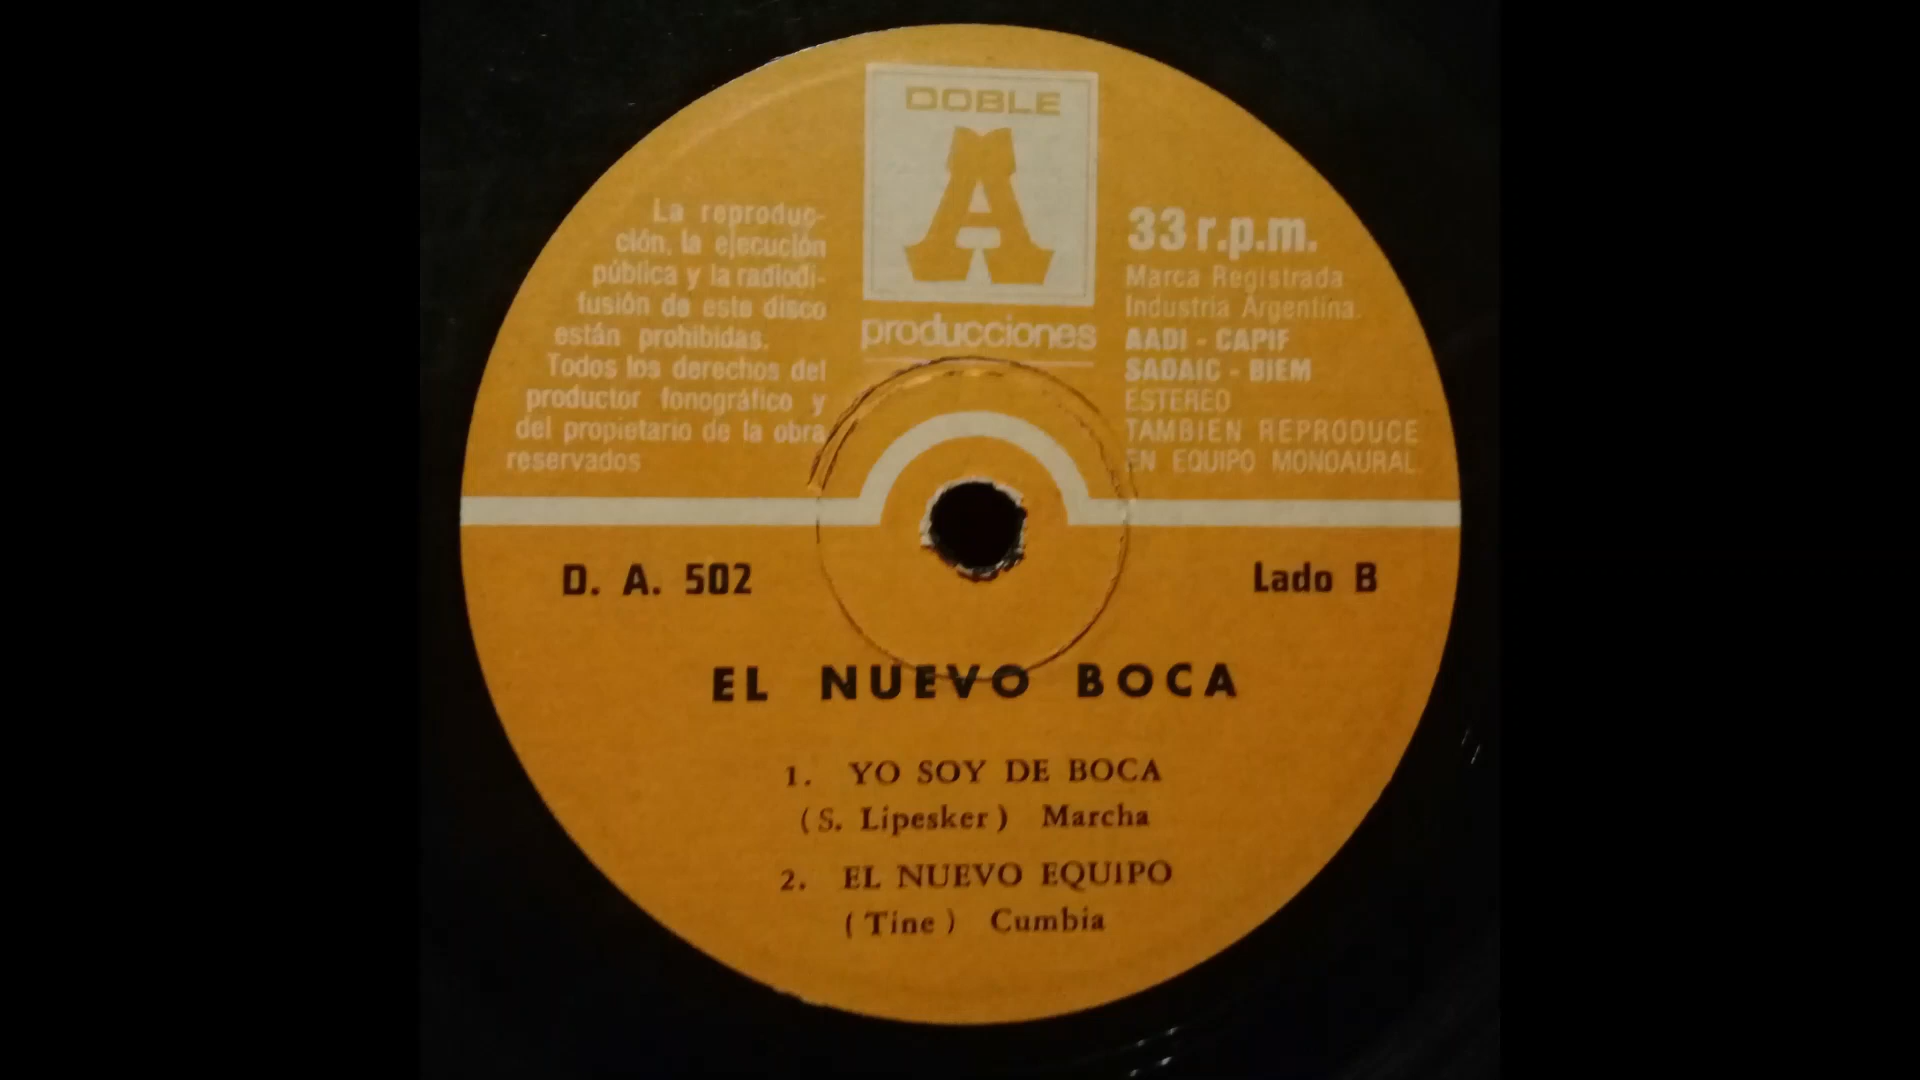 DOBLE
A
producciones
La reproduc-
ción, la ejecución
pública y la radiodi-
fusión de este disco
están prohibidas.
Todos los derechos del
productor fonográfico y
del propietario de la obra
reservados
33 r.p.m.
Marca Registrada
Industria Argentina.
AADI - CAPIF
SADAIC - BIEM
ESTEREO
TAMBIEN REPRODUCE
EN EQUIPO MONOAURAL
D. A. 502
Lado B
EL NUEVO BOCA
1. YO SOY DE BOCA
(S. Lipesker) Marcha
2. EL NUEVO EQUIPO
(Tine) Cumbia